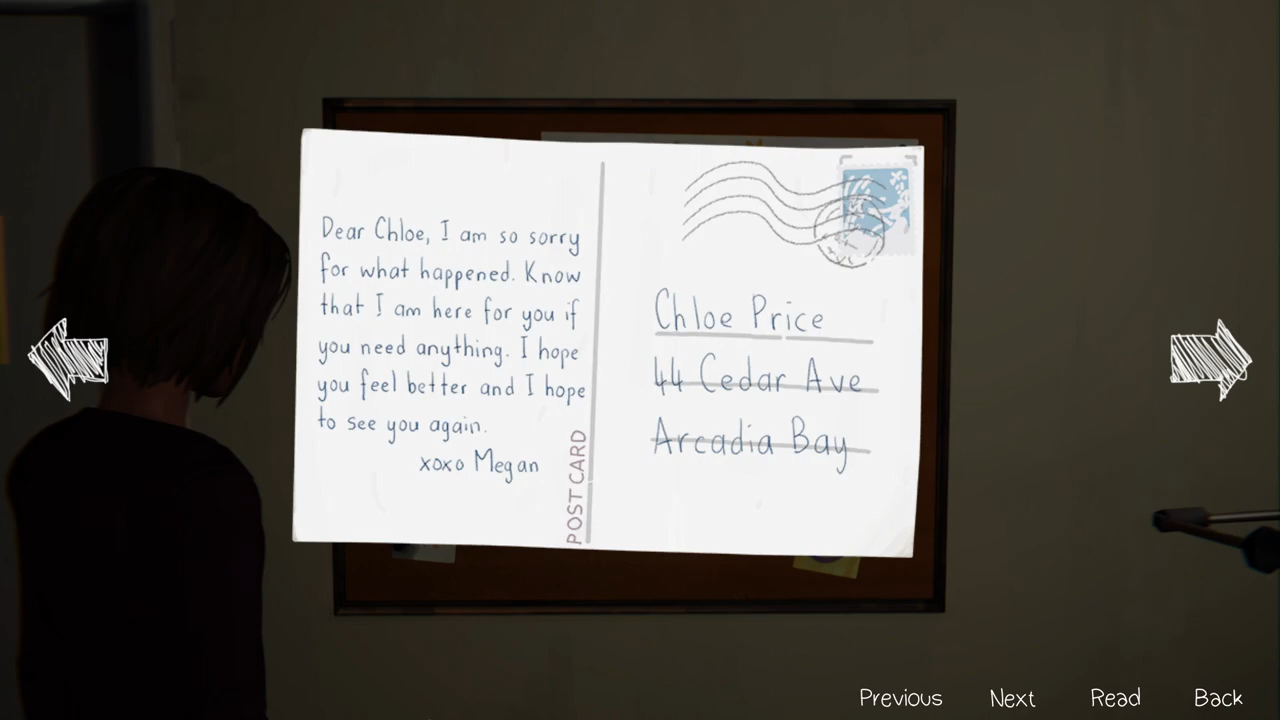 Dear Chloe, I am so sorry
for what happened. Know
that I am here for you if
you need anything. I hope
you feel better and I hope
to see you again.
xoxo Megan
POSTCARD
Chloe Price
44 Cedar Ave
Arcadia Bay
Previous
Next
Read
Back